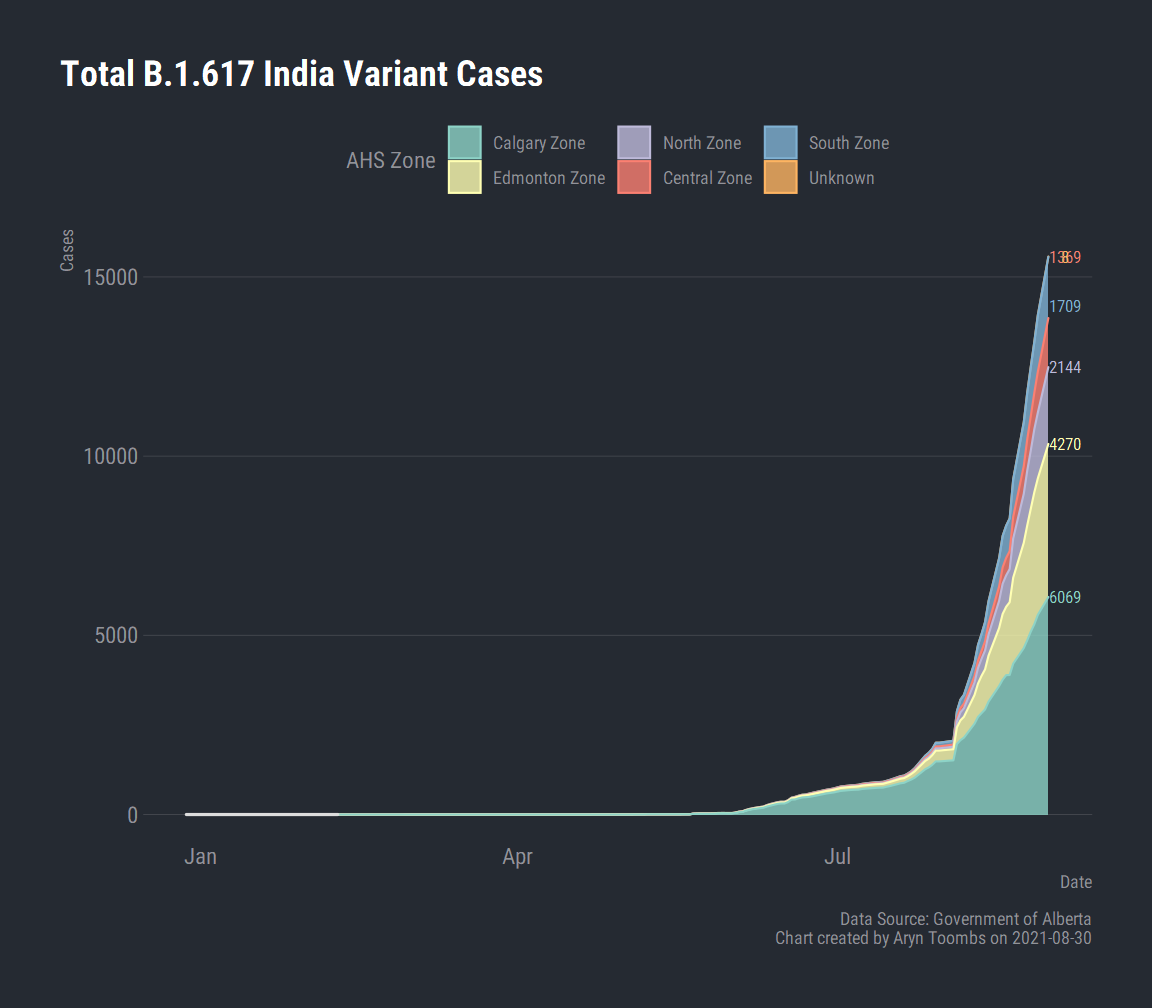 Total B.1.617 India Variant Cases
AHS Zone
Calgary Zone
North Zone
South Zone
Edmonton Zone
Central Zone
Unknown
Cases
15000
10000
5000
0
1369
8
1709
2144
4270
6069
Jan
Apr
Jul
Date
Data Source: Government of Alberta
Chart created by Aryn Toombs on 2021-08-30